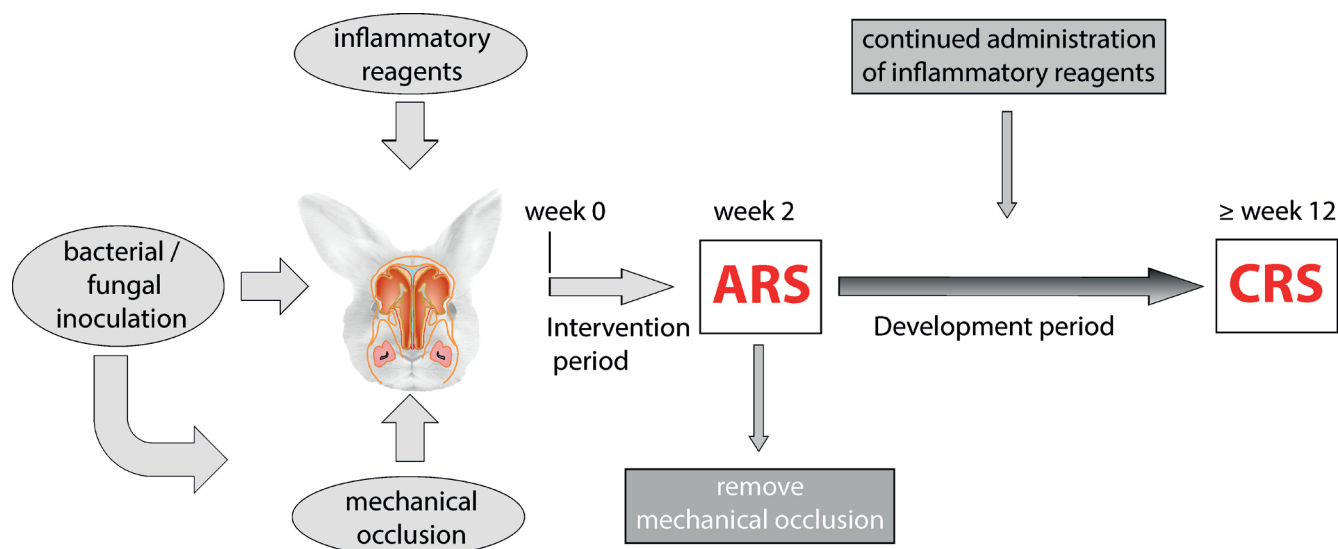 inflammatory
reagents
continued administration
of inflammatory reagents
bacterial /
fungal
inoculation
week 0
week 2
≥ week 12
ARS
CRS
Intervention
period
Development period
mechanical
occlusion
remove
mechanical occlusion